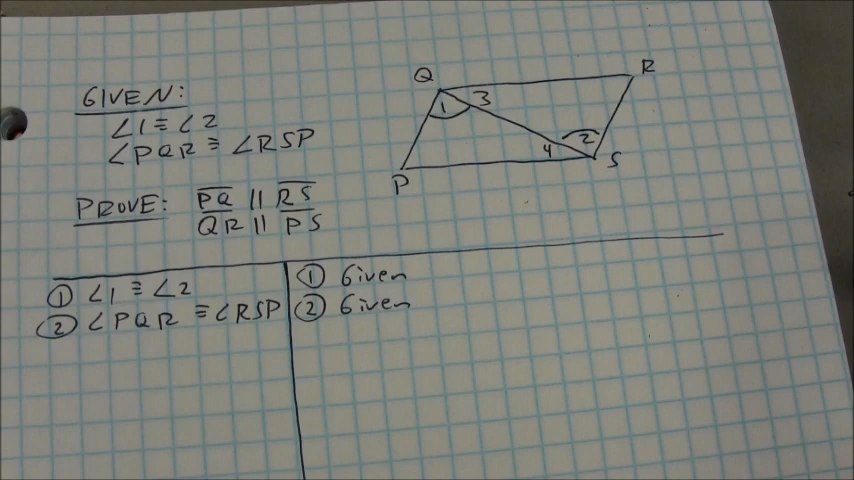 GIVEN:
∠1 ≅ ∠2
∠PQR ≅ ∠RSP
PROVE: PQ || RS
QR || PS
Q
R
1
3
4
2
P
S
① ∠1 ≅ ∠2
② ∠PQR ≅ ∠RSP
① Given
② Given